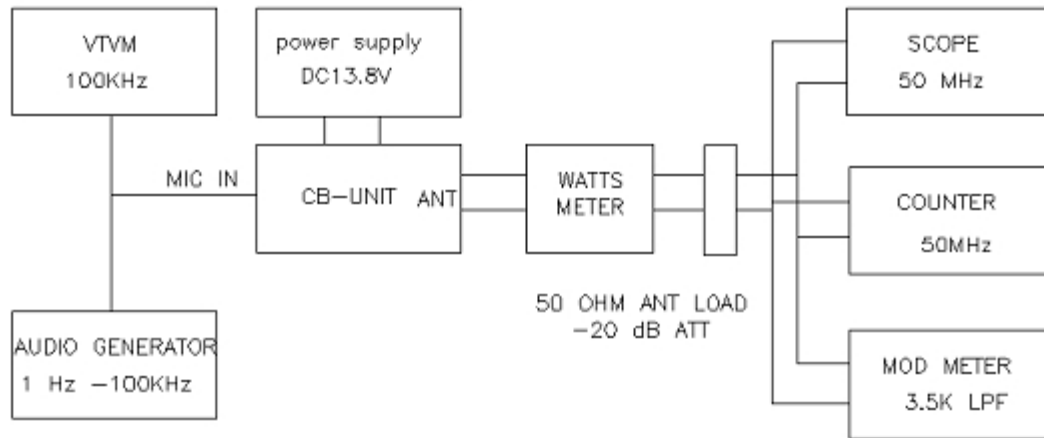 VTVM
100KHz
power supply
DC13.8V
SCOPE
50 MHz
MIC IN
CB-UNIT
ANT
WATTS
METER
COUNTER
50MHz
50 OHM ANT LOAD
-20 dB ATT
AUDIO GENERATOR
1 Hz -100KHz
MOD METER
3.5K LPF